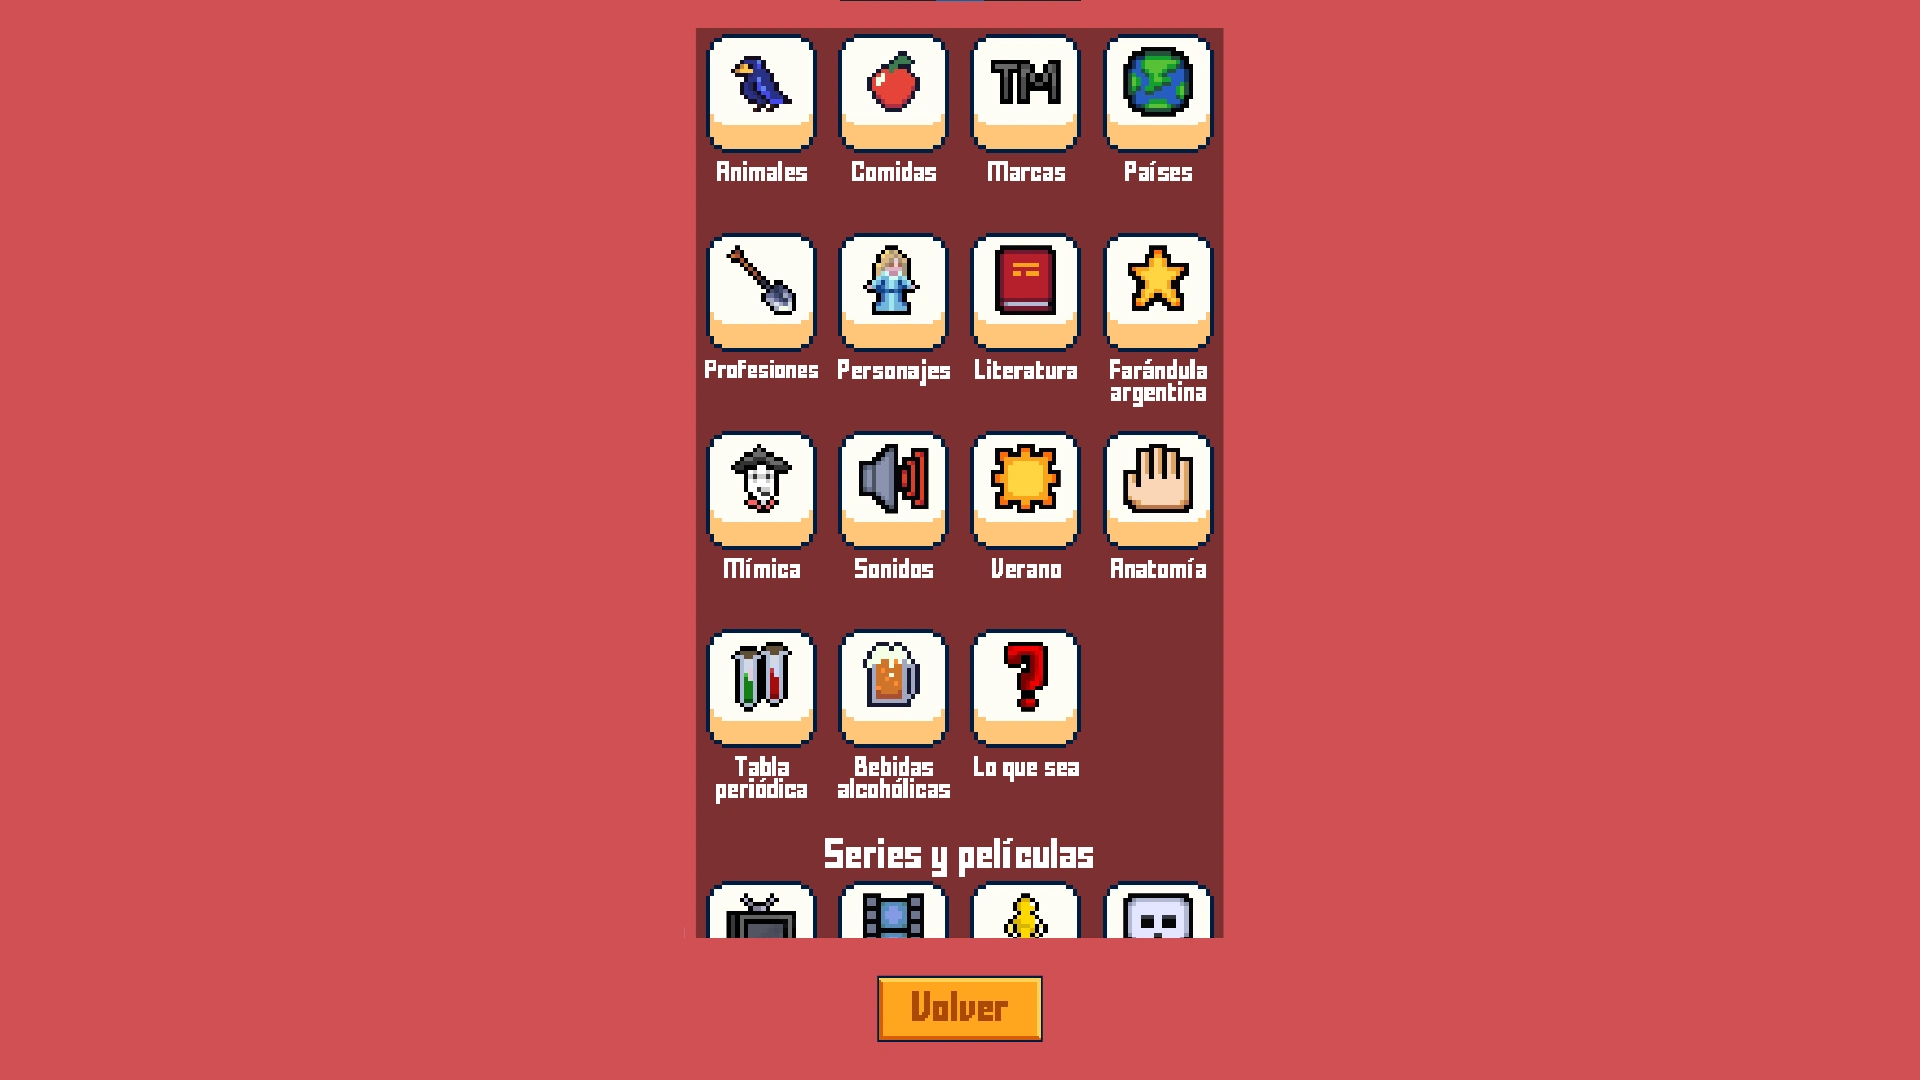 TM
Animales
Comidas
Marcas
Países
Profesiones
Personajes
Literatura
Farándula
argentina
Mímica
Sonidos
Verano
Anatomía
?
Tabla
periódica
Bebidas
alcohólicas
Lo que sea
Series y películas
Volver